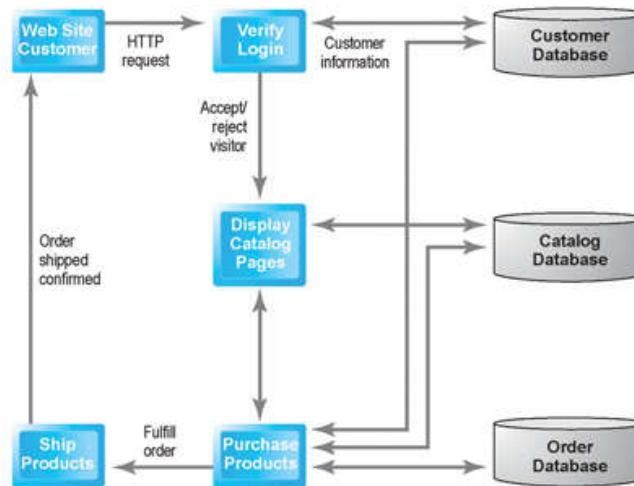 Web Site
Customer
HTTP
request
Verify
Login
Customer
information
Customer
Database
Accept/
reject
visitor
Display
Catalog
Pages
Catalog
Database
Order
shipped
confirmed
Ship
Products
Fulfill
order
Purchase
Products
Order
Database